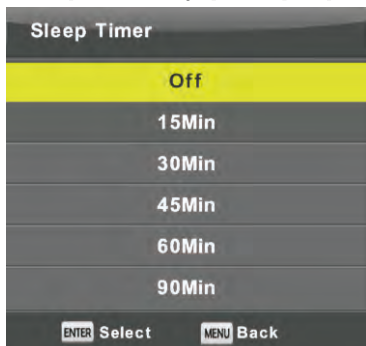 Sleep Timer
Off
15Min
30Min
45Min
60Min
90Min
ENTER Select MENU Back